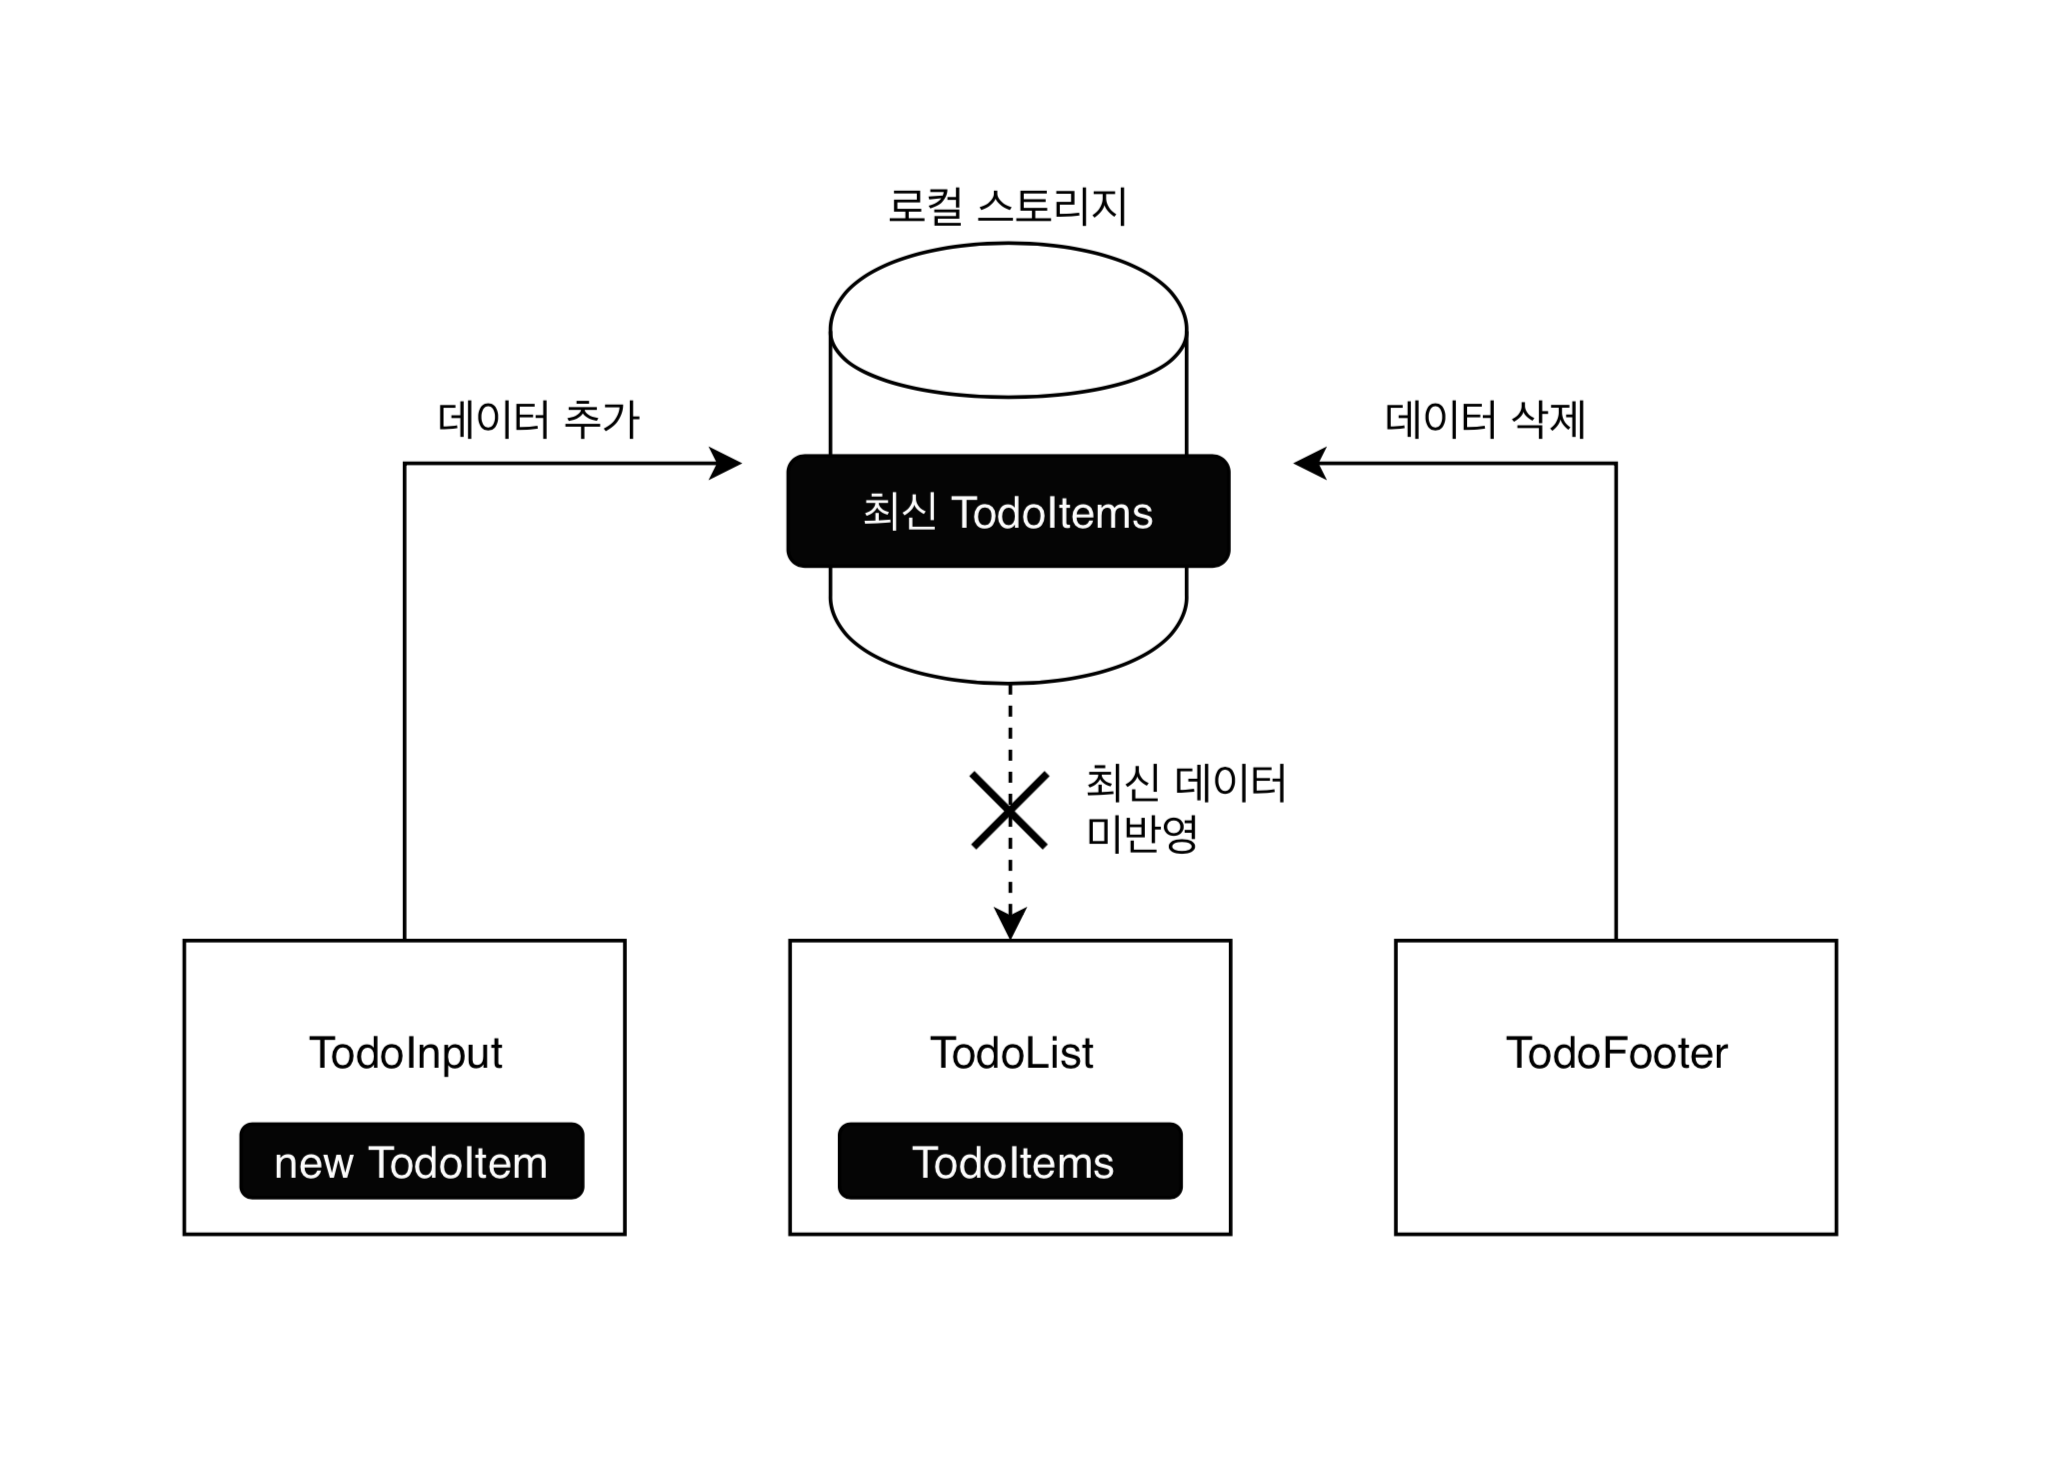 로컬 스토리지
데이터 추가
데이터 삭제
최신 TodoItems
최신 데이터
미반영
TodoInput
TodoList
TodoFooter
new TodoItem
TodoItems